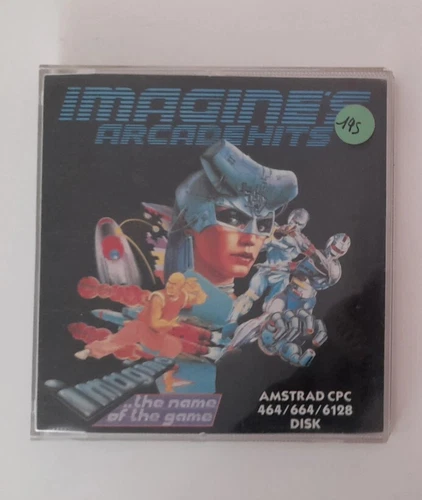 IMAGINE'S
ARCADE HITS
195
imagine
...the name
of the game
AMSTRAD CPC
464/664/6128
DISK